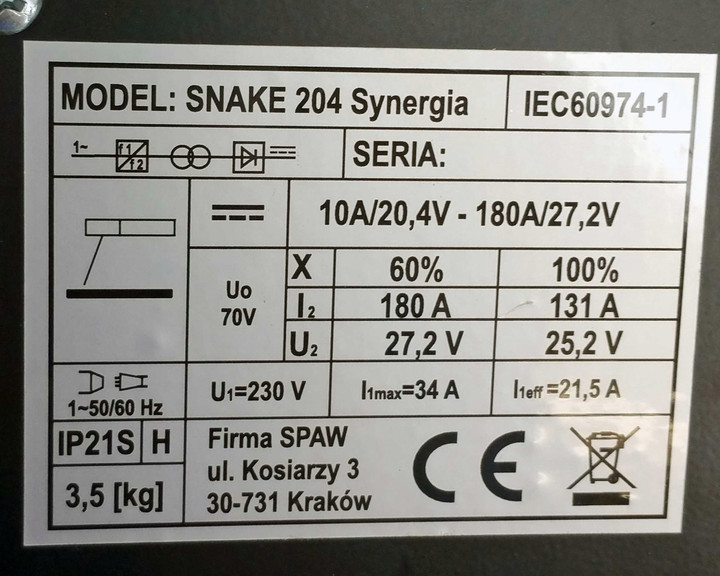 MODEL: SNAKE 204 Synergia
IEC60974-1
1~ f1 f2
SERIA:
10A/20,4V - 180A/27,2V
Uo
70V
X 60% 100%
I2 180 A 131 A
U2 27,2 V 25,2 V
1~50/60 Hz
U1=230 V
I1max=34 A
I1eff=21,5 A
IP21S H
3,5 [kg]
Firma SPAW
ul. Kosiarzy 3
30-731 Kraków
CE